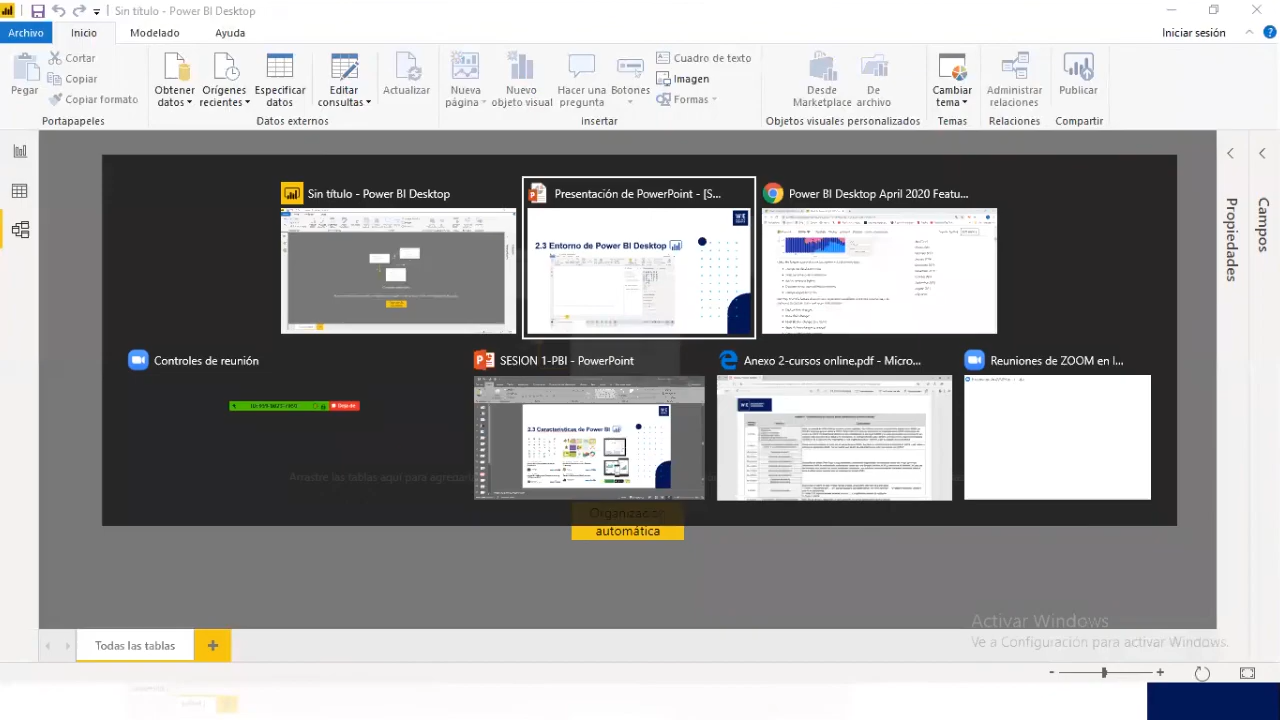 Sin título - Power BI Desktop
Archivo Inicio Modelado Ayuda Iniciar sesión
Pegar Cortar Copiar Copiar formato
Portapapeles
Obtener datos Orígenes recientes Especificar datos
Datos externos
Editar consultas Actualizar
Nueva página Nuevo objeto visual Hacer una pregunta Botones Cuadro de texto Imagen Formas
Insertar
Desde Marketplace De archivo
Objetos visuales personalizados
Cambiar tema
Temas
Administrar relaciones
Relaciones
Publicar
Compartir
Sin título - Power BI Desktop
Presentación de PowerPoint - [S...
2.3 Entorno de Power BI Desktop
Power BI Desktop April 2020 Featu...
Controles de reunión
SESION 1-PBI - PowerPoint
2.3 Características de Power BI
Anexo 2-cursos online.pdf - Micro...
Reuniones de ZOOM en l...
Arrastre las tablas aquí para agregar
Organización
automática
Propiedades
Campos
Activar Windows
Ve a Configuración para activar Windows.
Todas las tablas